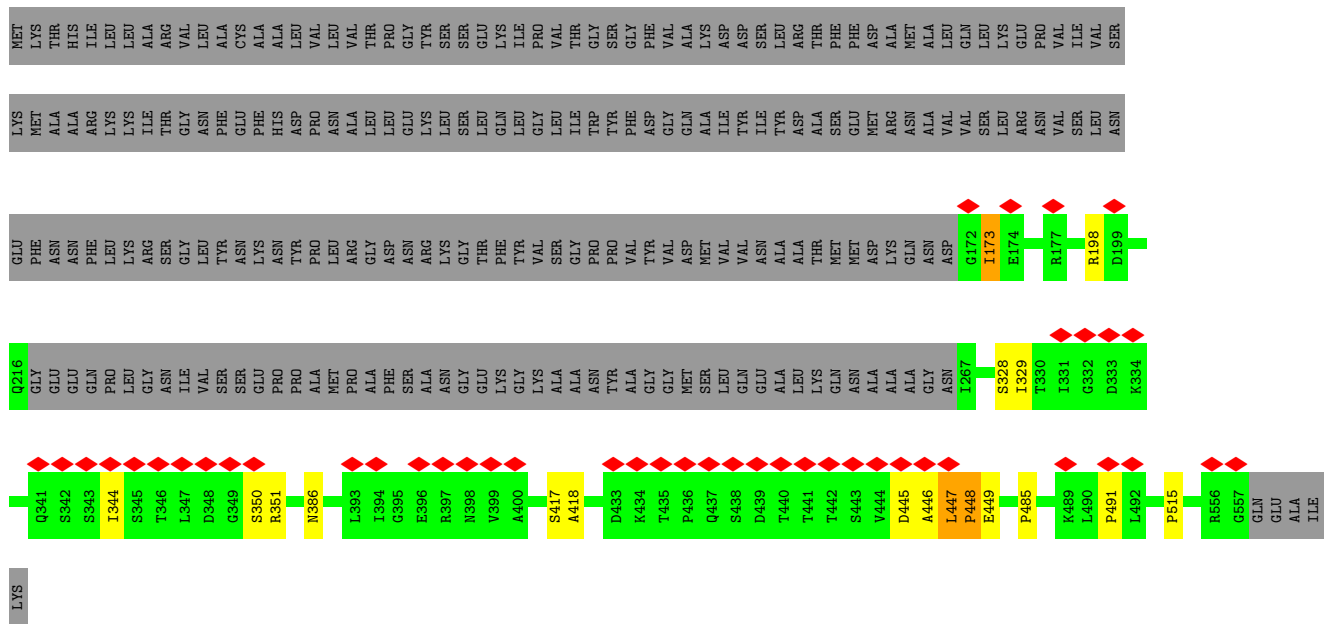 MET LYS THR HIS ILE LEU LEU ALA ARG VAL LEU ALA CYS ALA ALA LEU VAL LEU VAL THR PRO GLY TYR SER SER GLU LYS ILE PRO VAL THR GLY SER GLY PHE VAL ALA LYS ASP ASP SER LEU ARG THR PHE PHE ASP ALA MET ALA LEU GLN LEU LYS GLU PRO VAL ILE VAL SER
LYS MET ALA ALA ARG LYS LYS ILE THR GLY ASN PHE GLU PHE HIS ASP PRO ASN ALA LEU LEU GLU LYS LEU SER LEU GLN LEU GLY LEU ILE TRP TYR PHE ASP GLY GLN ALA ILE TYR ILE TYR ASP ALA SER GLU MET ARG ASN ALA VAL VAL SER LEU ARG ASN VAL SER LEU ASN
GLU PHE ASN ASN PHE LEU LYS ARG SER GLY LEU TYR ASN LYS ASN TYR PRO LEU ARG GLY ASP ASN ARG LYS GLY THR PHE TYR VAL SER GLY PRO PRO VAL TYR VAL ASP MET VAL VAL ASN ALA ALA THR MET MET ASP LYS GLN ASN ASP G172 I173 E174 R177 R198 D199
Q216 GLY GLU GLU GLN PRO LEU GLY ASN ILE VAL SER SER GLU PRO PRO ALA MET PRO ALA PHE SER ALA ASN GLY GLU LYS GLY LYS ALA ALA ASN TYR ALA GLY GLY MET SER LEU GLN GLU ALA LEU LYS GLN ASN ALA ALA ALA GLY ASN I267 S328 I329 T330 I331 G332 D333 K334
Q341 S342 S343 I344 S345 T346 L347 D348 G349 S350 R351 N386 L393 I394 G395 E396 R397 N398 V399 A400 S417 A418 D433 K434 T435 P436 Q437 S438 D439 T440 T441 T442 S443 V444 D445 A446 L447 P448 E449 P485 K489 L490 P491 L492 P515 R556 G557 GLN GLU ALA ILE
LYS